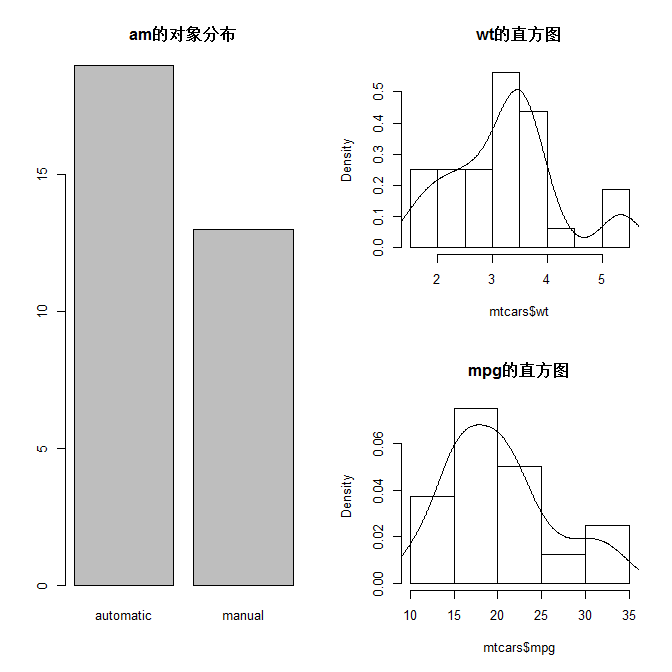 am的对象分布
15
10
5
0
automatic manual
wt的直方图
Density
0.5
0.4
0.3
0.2
0.1
0.0
2 3 4 5
mtcars$wt
mpg的直方图
Density
0.06
0.04
0.02
0.00
10 15 20 25 30 35
mtcars$mpg